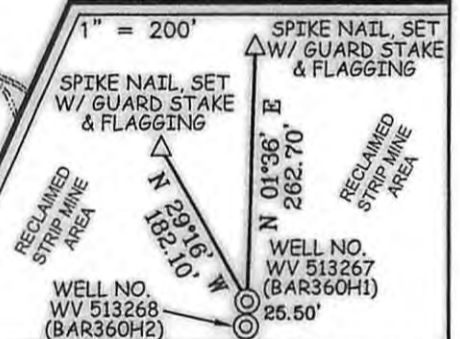 1" = 200'
SPIKE NAIL, SET
W/ GUARD STAKE
& FLAGGING
SPIKE NAIL, SET
W/ GUARD STAKE
& FLAGGING
RECLAIMED
STRIP MINE
AREA
RECLAIMED
STRIP MINE
AREA
N 29°16' W
182.10'
N 01°36' E
262.70'
WELL NO.
WV 513267
(BAR360H1)
25.50'
WELL NO.
WV 513268
(BAR360H2)